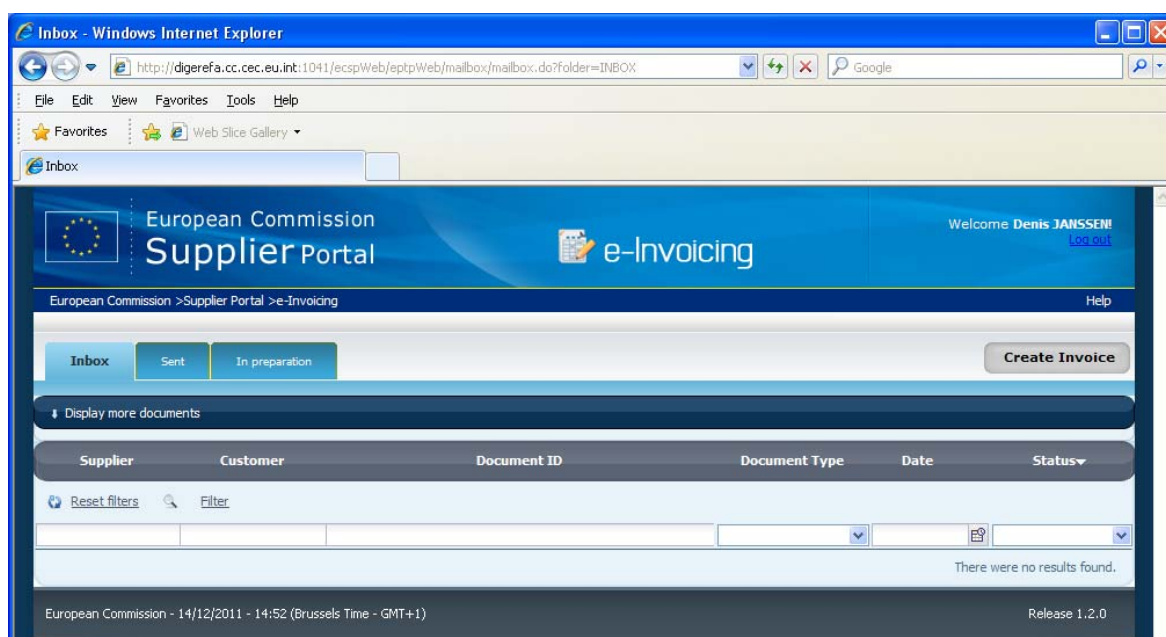 Inbox - Windows Internet Explorer
http://digerefa.cc.cec.eu.int:1041/ecspWeb/eptpWeb/mailbox/mailbox.do?folder=INBOX Google
File Edit View Favorites Tools Help
Favorites Web Slice Gallery
Inbox
European Commission
Supplier Portal
e-Invoicing
Welcome Denis JANSSEN!
Log out
European Commission >Supplier Portal >e-Invoicing Help
Inbox Sent In preparation Create Invoice
Display more documents
Supplier Customer Document ID Document Type Date Status
Reset filters Filter
There were no results found.
European Commission - 14/12/2011 - 14:52 (Brussels Time - GMT+1) Release 1.2.0